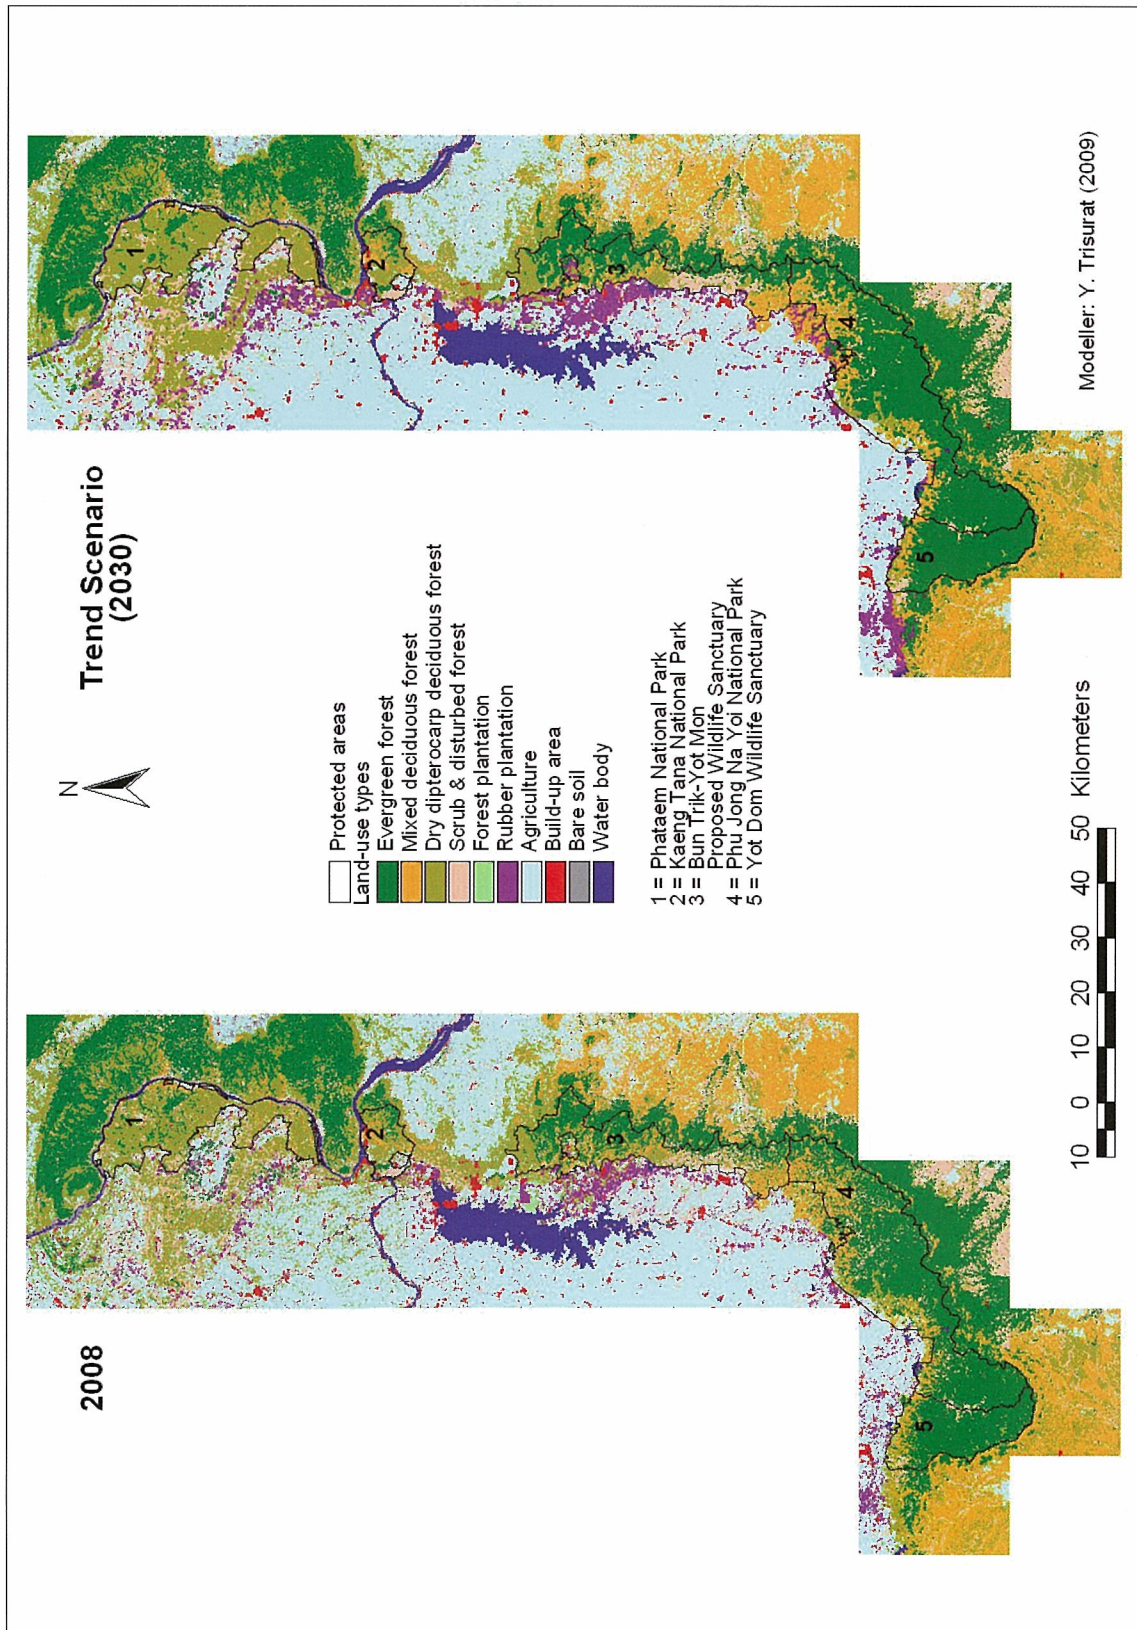 2008
Trend Scenario
(2030)
N
Protected areas
Land-use types
Evergreen forest
Mixed deciduous forest
Dry dipterocarp deciduous forest
Scrub & disturbed forest
Forest plantation
Rubber plantation
Agriculture
Build-up area
Bare soil
Water body
1 = Phataem National Park
2 = Kaeng Tana National Park
3 = Bun Trik-Yot Mon
Proposed Wildlife Sanctuary
4 = Phu Jong Na Yoi National Park
5 = Yot Dom Wildlife Sanctuary
10 0 10 20 30 40 50 Kilometers
Modeller: Y. Trisurat (2009)
1
2
3
4
5
1
2
3
4
5